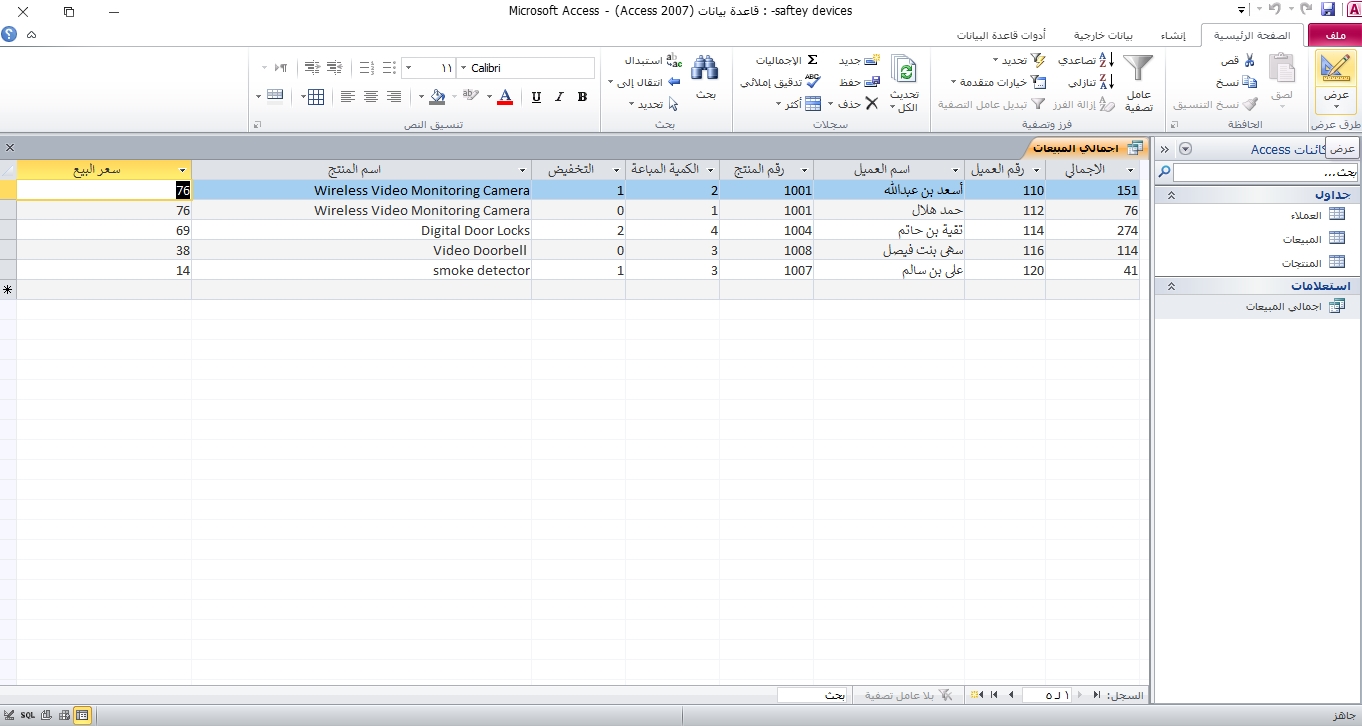 saftey devices- : قاعدة بيانات (Access 2007) - Microsoft Access
ملف الصفحة الرئيسية إنشاء بيانات خارجية أدوات قاعدة البيانات
عرض
طرق عرض
لصق
قص
نسخ
نسخ التنسيق
الحافظة
عامل تصفية
تصاعدي
تنازلي
إزالة الفرز
تحديد
خيارات متقدمة
تبديل عامل التصفية
فرز وتصفية
تحديث الكل
جديد
حفظ
حذف
الإجماليات
تدقيق إملائي
أكثر
سجلات
بحث
استبدال
انتقال إلى
تحديد
بحث
Calibri ١١
B I U A
تنسيق النص
كائنات Access
عرض
بحث...
جداول
العملاء
المبيعات
المنتجات
استعلامات
اجمالي المبيعات
اجمالي المبيعات
الاجمالي رقم العميل اسم العميل رقم المنتج الكمية المباعة التخفيض اسم المنتج سعر البيع
151 110 أسعد بن عبدالله 1001 2 1 Wireless Video Monitoring Camera 76
76 112 حمد هلال 1001 1 0 Wireless Video Monitoring Camera 76
274 114 تقية بن حاتم 1004 4 2 Digital Door Locks 69
114 116 سهى بنت فيصل 1008 3 0 Video Doorbell 38
41 120 علي بن سالم 1007 3 1 smoke detector 14
السجل: ١ لـ ٥ بلا عامل تصفية بحث
جاهز SQL